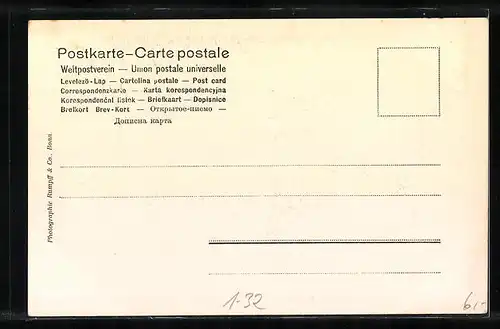 Postkarte – Carte postale
Weltpostverein — Union postale universelle
Levelező-Lap — Cartolina postale — Post card
Correspondenzkarte — Karta korespondencyjna
Korespondenční lístek — Briefkaart — Dopisnice
Brefkort Brev-Kort — Открытое-письмо —
Дописна карта
Photographie Rumpff & Co., Bonn.
1-32
6,-